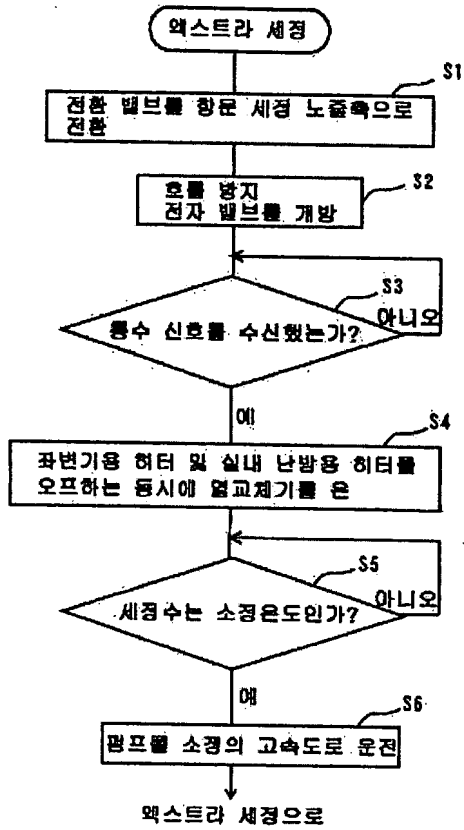 왝스트라 세정
S1
전환 밸브를 항문 세정 노즐측으로
전환
S2
흐름 방지
전자 밸브를 개방
S3
통수 신호를 수신했는가?
아니오
예
S4
좌변기용 히터 및 실내 난방용 히터를
오프하는 동시에 열교체기를 온
S5
세정수는 소정온도인가?
아니오
예
S6
펌프를 소정의 고속도로 운전
왝스트라 세정으로